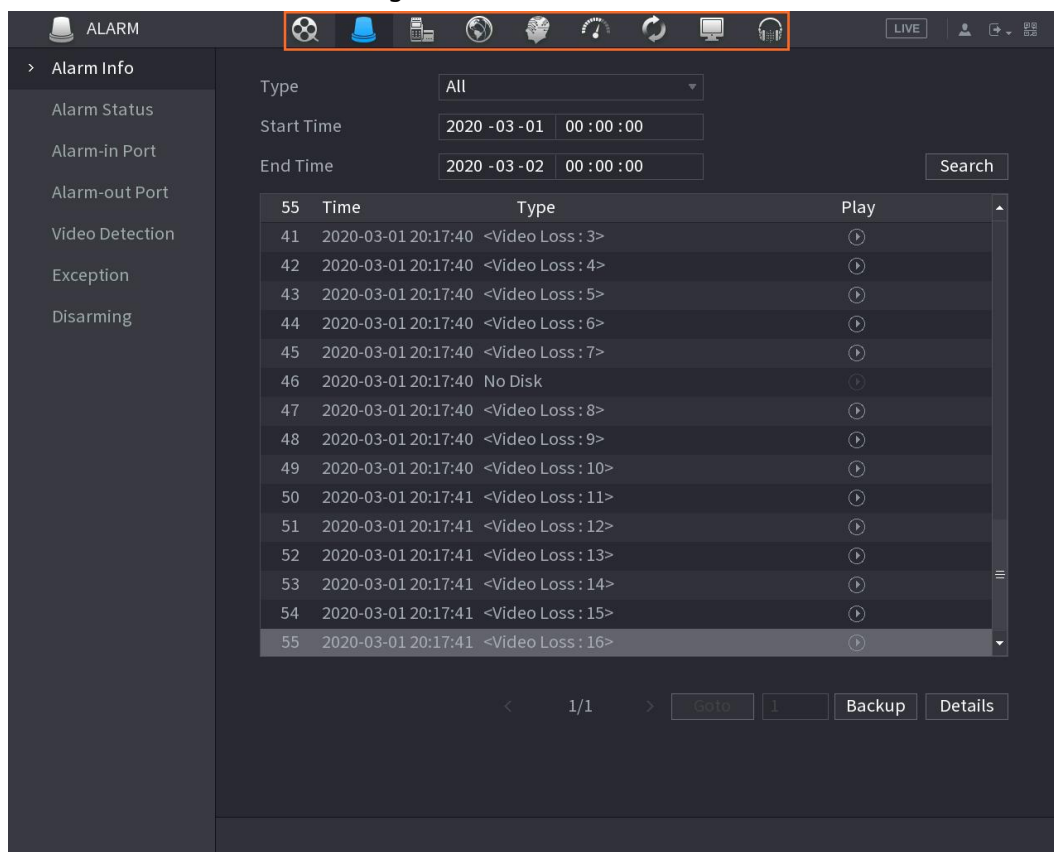 ALARM LIVE
> Alarm Info
Alarm Status
Alarm-in Port
Alarm-out Port
Video Detection
Exception
Disarming
Type All
Start Time 2020 -03 -01 00 : 00 : 00
End Time 2020 -03 -02 00 : 00 : 00
Search
55 Time Type Play
41 2020-03-01 20:17:40 <Video Loss : 3>
42 2020-03-01 20:17:40 <Video Loss : 4>
43 2020-03-01 20:17:40 <Video Loss : 5>
44 2020-03-01 20:17:40 <Video Loss : 6>
45 2020-03-01 20:17:40 <Video Loss : 7>
46 2020-03-01 20:17:40 No Disk
47 2020-03-01 20:17:40 <Video Loss : 8>
48 2020-03-01 20:17:40 <Video Loss : 9>
49 2020-03-01 20:17:40 <Video Loss : 10>
50 2020-03-01 20:17:41 <Video Loss : 11>
51 2020-03-01 20:17:41 <Video Loss : 12>
52 2020-03-01 20:17:41 <Video Loss : 13>
53 2020-03-01 20:17:41 <Video Loss : 14>
54 2020-03-01 20:17:41 <Video Loss : 15>
55 2020-03-01 20:17:41 <Video Loss : 16>
< 1/1 > Goto 1 Backup Details